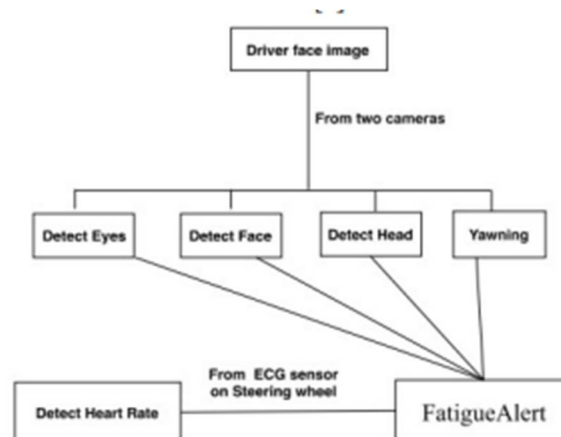 Driver face image
From two cameras
Detect Eyes
Detect Face
Detect Head
Yawning
From ECG sensor
on Steering wheel
Detect Heart Rate
FatigueAlert